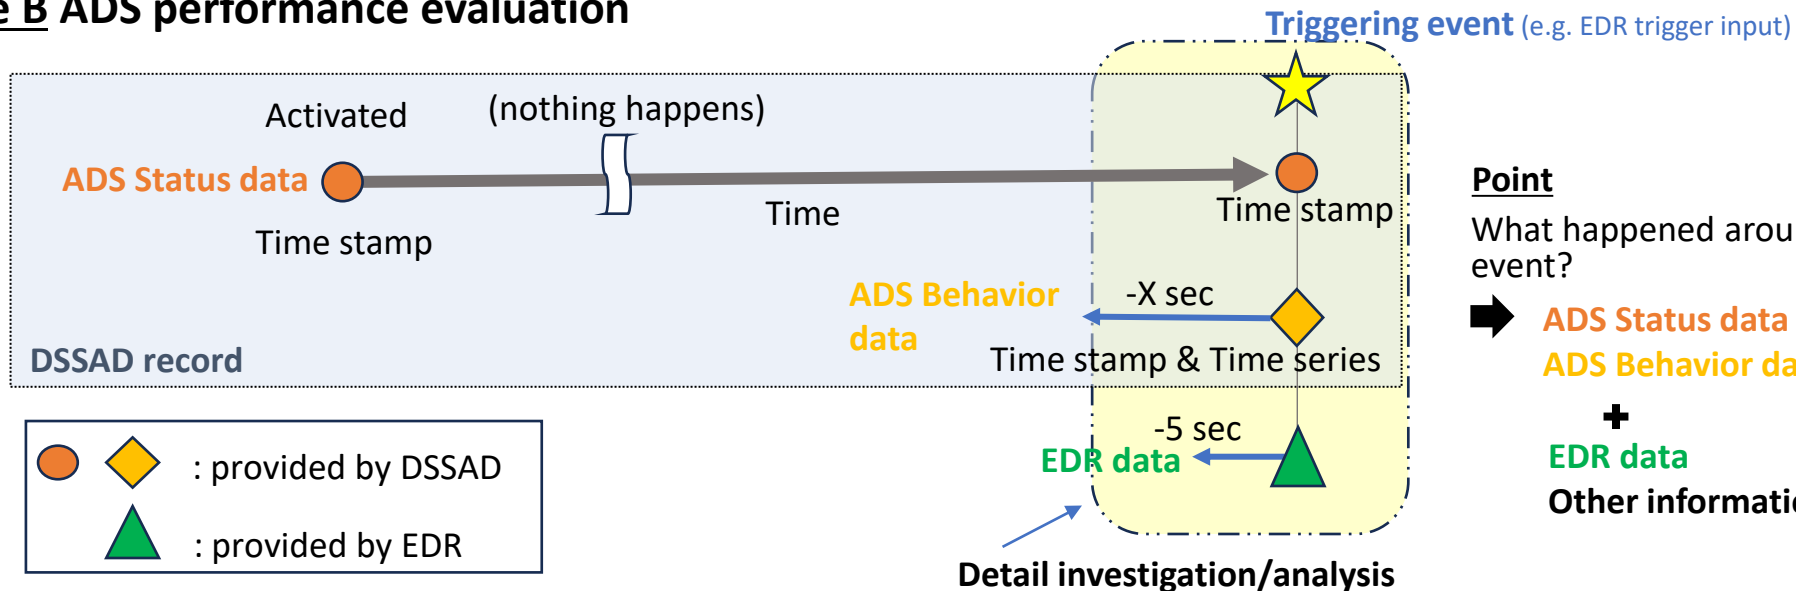 e B ADS performance evaluation
Triggering event (e.g. EDR trigger input)
Activated
(nothing happens)
ADS Status data
Time stamp
Time
Time stamp
ADS Behavior
data
-X sec
Time stamp & Time series
DSSAD record
-5 sec
EDR data
: provided by DSSAD
: provided by EDR
Detail investigation/analysis
Point
What happened arou
event?
ADS Status data
ADS Behavior da
+
EDR data
Other informatio